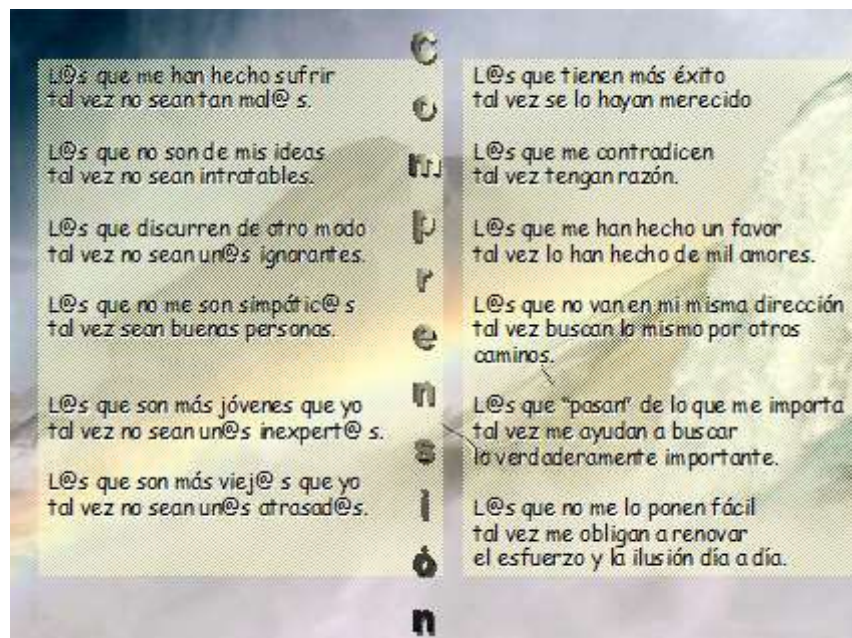 L@s que me han hecho sufrir
tal vez no sean tan mal@ s.
L@s que no son de mis ideas
tal vez no sean intratables.
L@s que discurren de otro modo
tal vez no sean un@s ignorantes.
L@s que no me son simpátic@ s
tal vez sean buenas personas.
L@s que son más jóvenes que yo
tal vez no sean un@s inexpert@ s.
L@s que son más viej@ s que yo
tal vez no sean un@s atrasad@s.
Comprensión
L@s que tienen más éxito
tal vez se lo hayan merecido
L@s que me contradicen
tal vez tengan razón.
L@s que me han hecho un favor
tal vez lo han hecho de mil amores.
L@s que no van en mi misma dirección
tal vez buscan lo mismo por otros
caminos.
L@s que "pasan" de lo que me importa
tal vez me ayudan a buscar
lo verdaderamente importante.
L@s que no me lo ponen fácil
tal vez me obligan a renovar
el esfuerzo y la ilusión día a día.